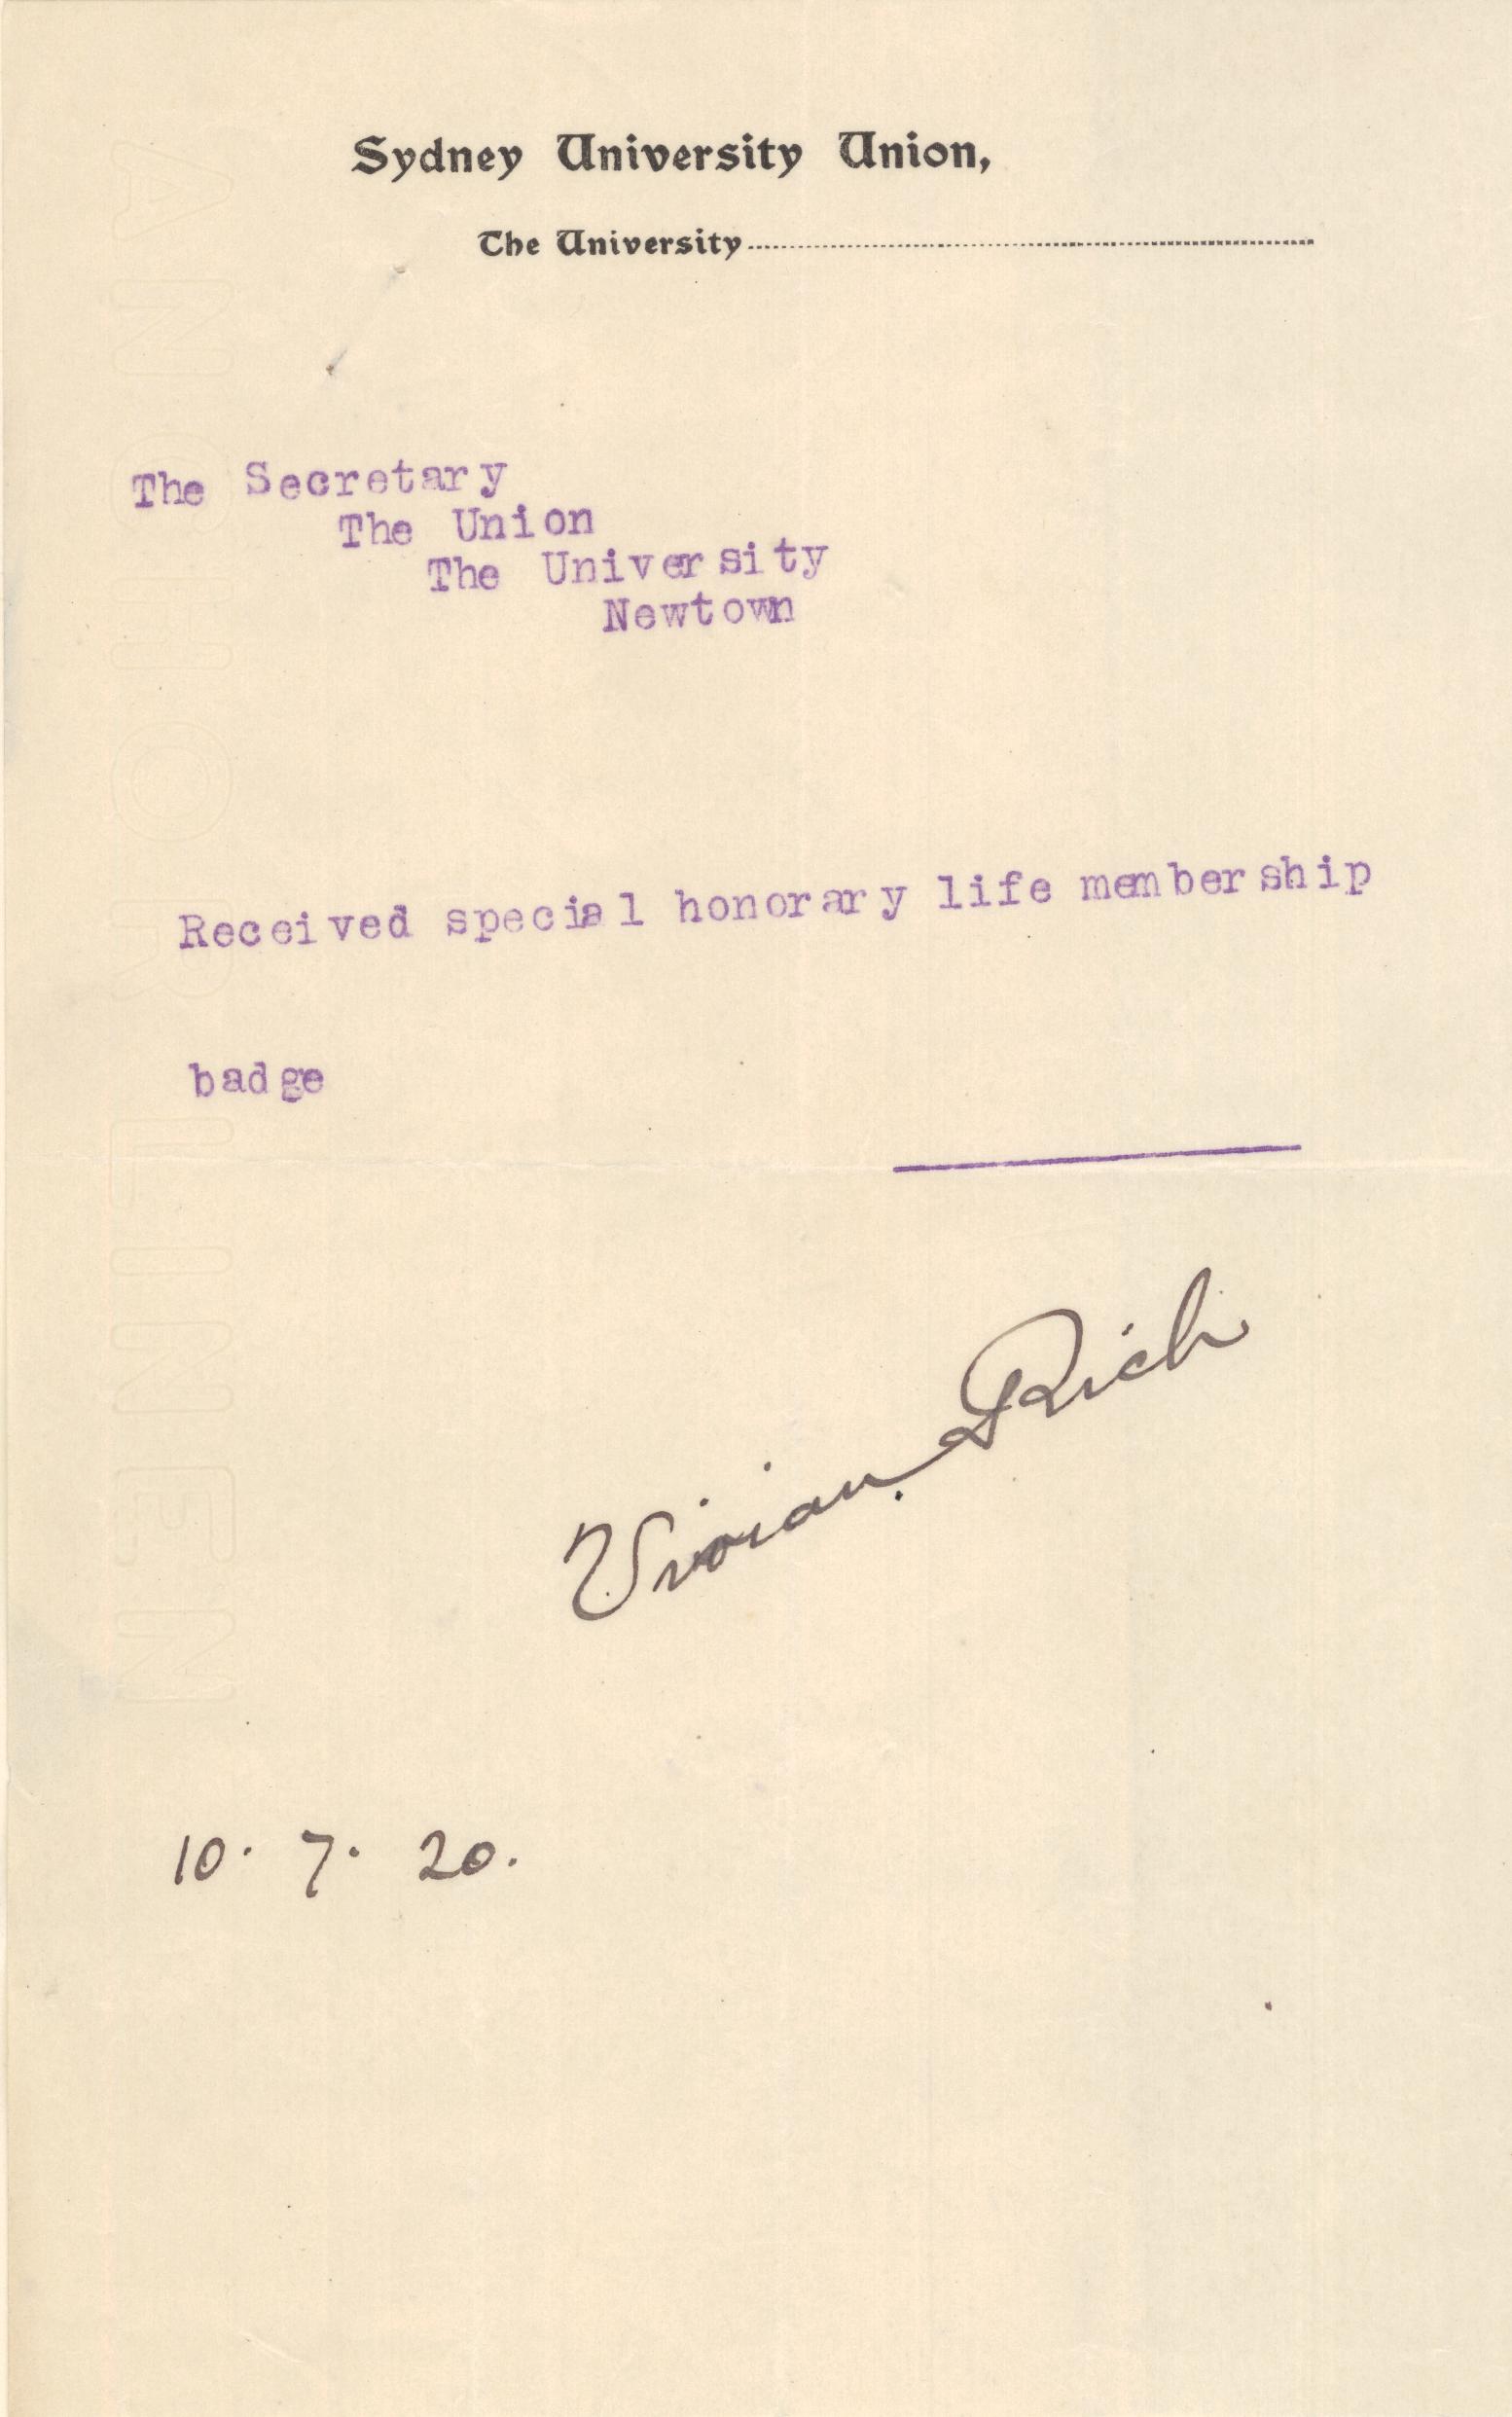 Sydney University Union,
The University
The Secretary
The Union
The University
Newtown
Received special honorary life membership
badge
Vivian Rich
10. 7. 20.